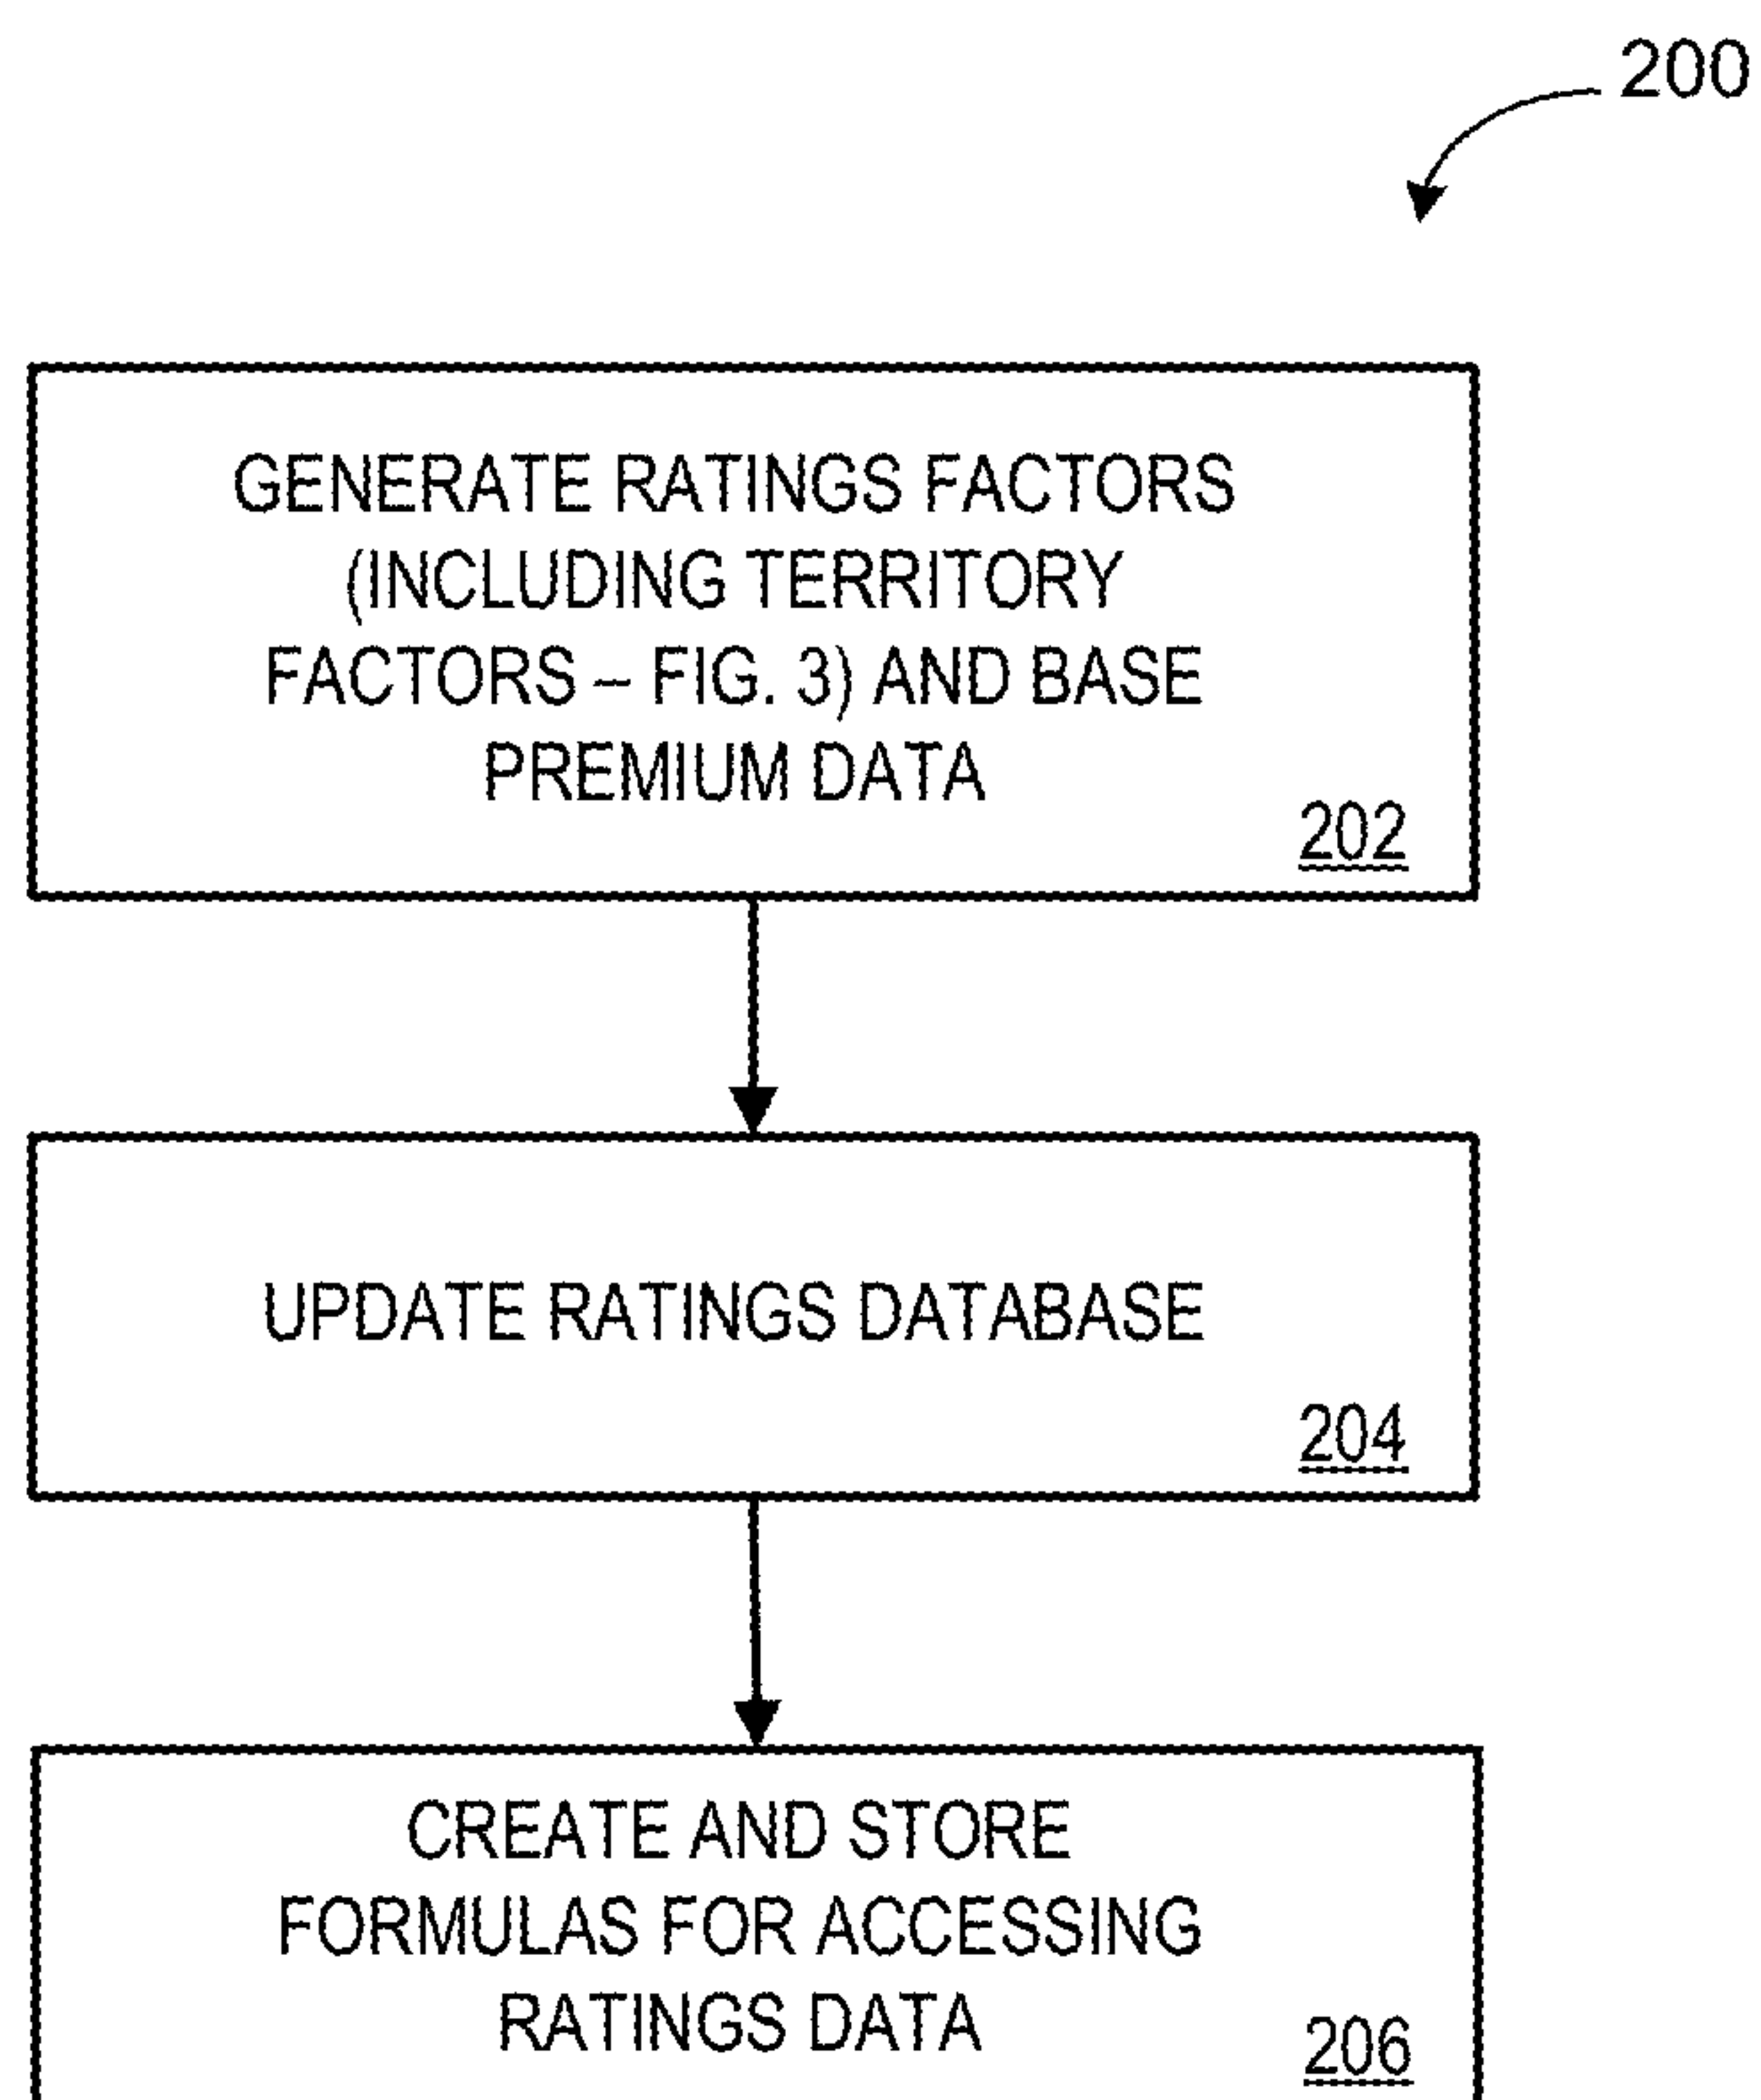 200
GENERATE RATINGS FACTORS
(INCLUDING TERRITORY
FACTORS – FIG. 3) AND BASE
PREMIUM DATA
202
UPDATE RATINGS DATABASE
204
CREATE AND STORE
FORMULAS FOR ACCESSING
RATINGS DATA
206